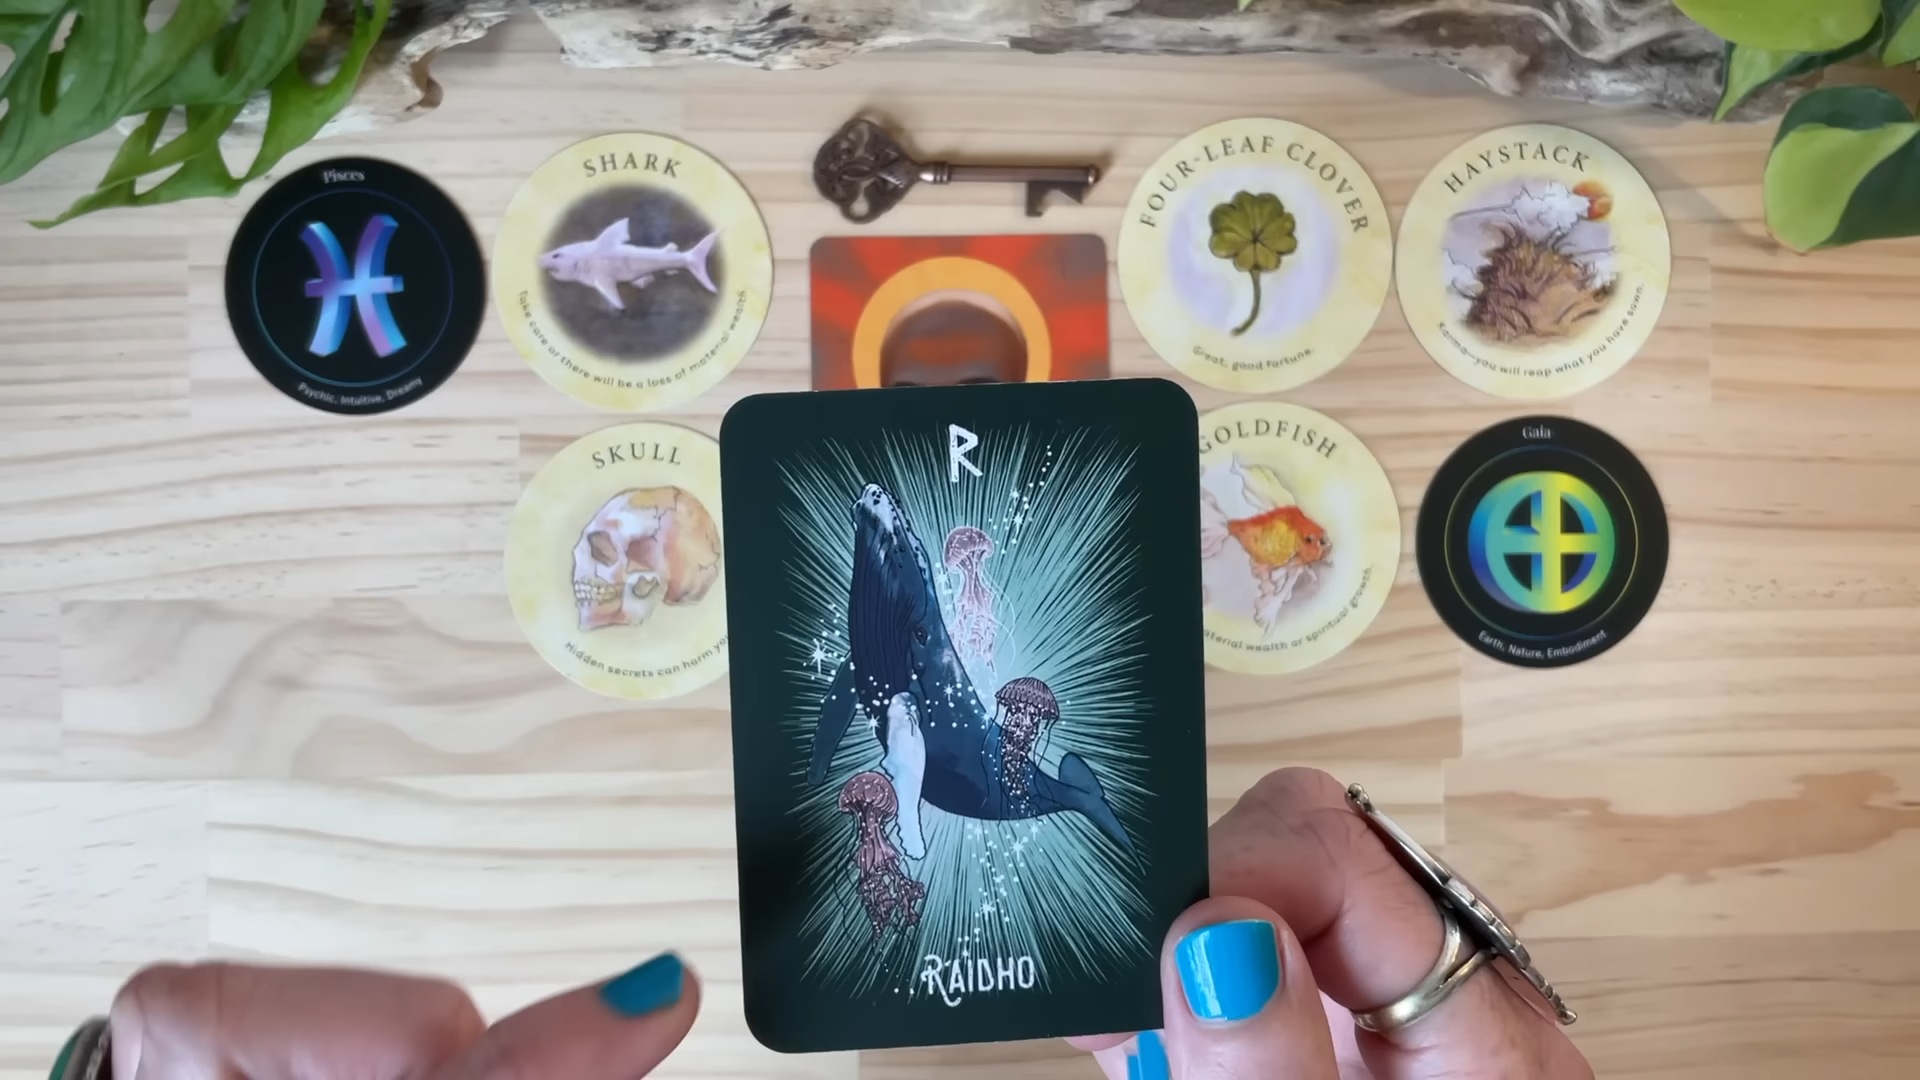 Pisces
Psychic, Intuitive, Dreamy
SHARK
Take care or there will be a loss of material wealth
FOUR-LEAF CLOVER
Great, good fortune.
HAYSTACK
Karma—you will reap what you have sown.
SKULL
Hidden secrets can harm
ᚱ
RAIDHO
GOLDFISH
wealth or spiritual growth
Gaia
Earth, Nature, Embodiment